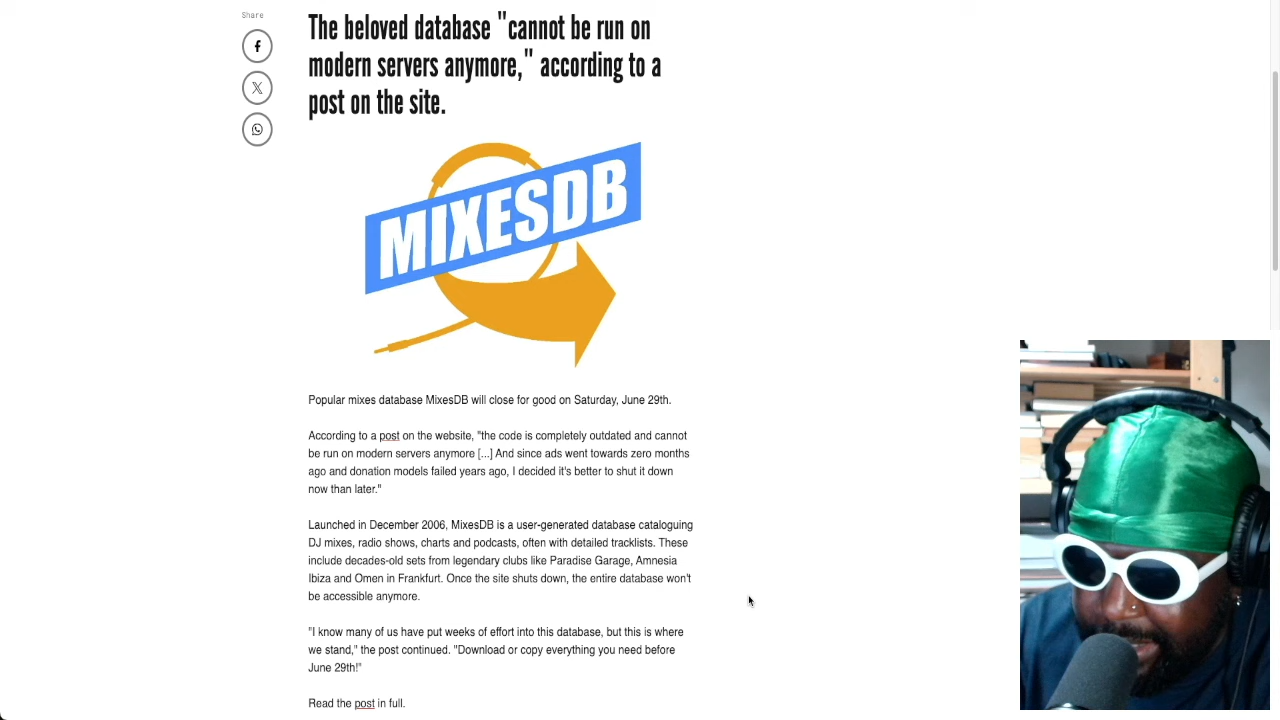 Share
The beloved database "cannot be run on
modern servers anymore," according to a
post on the site.
MIXESDB
Popular mixes database MixesDB will close for good on Saturday, June 29th.
According to a post on the website, "the code is completely outdated and cannot
be run on modern servers anymore [...] And since ads went towards zero months
ago and donation models failed years ago, I decided it's better to shut it down
now than later."
Launched in December 2006, MixesDB is a user-generated database cataloguing
DJ mixes, radio shows, charts and podcasts, often with detailed tracklists. These
include decades-old sets from legendary clubs like Paradise Garage, Amnesia
Ibiza and Omen in Frankfurt. Once the site shuts down, the entire database won't
be accessible anymore.
"I know many of us have put weeks of effort into this database, but this is where
we stand," the post continued. "Download or copy everything you need before
June 29th!"
Read the post in full.